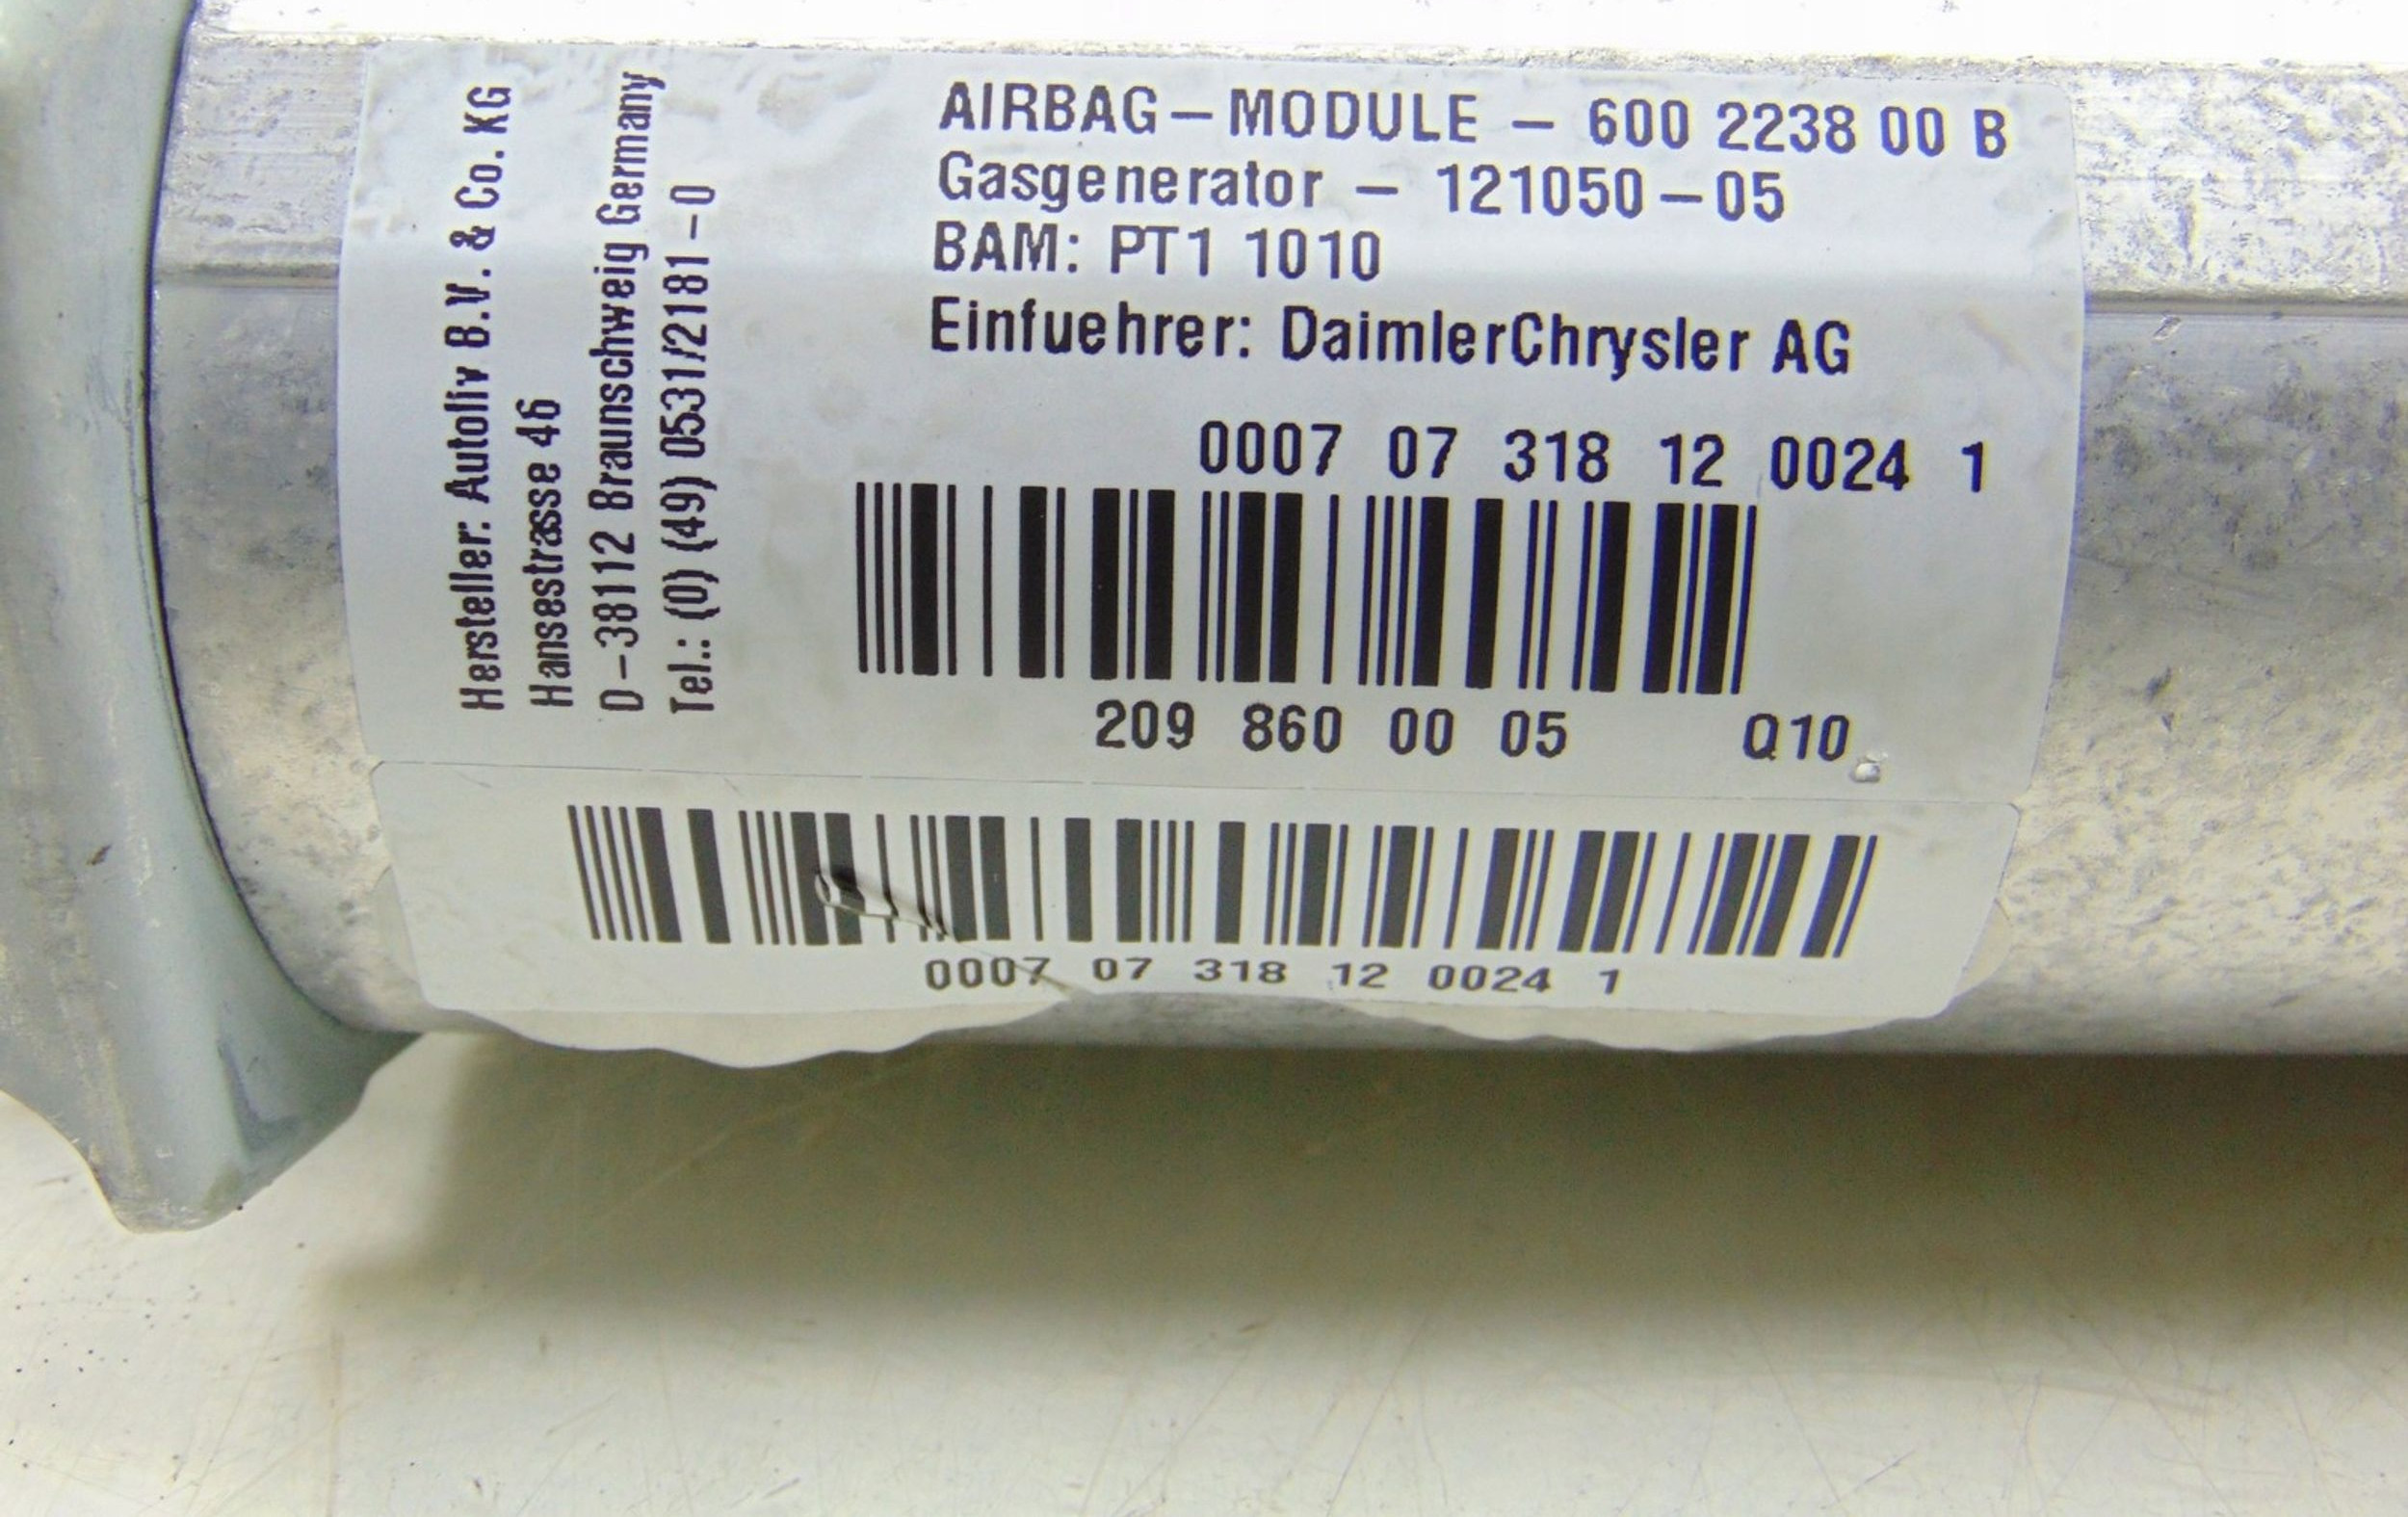 Hersteller: Autoliv B.V. & Co. KG
Hansestrasse 46
D-38112 Braunschweig Germany
Tel.: (0) (49) 0531/2181-0
AIRBAG-MODULE - 600 2238 00 B
Gasgenerator - 121050-05
BAM: PT1 1010
Einfuehrer: DaimlerChrysler AG
0007 07 318 12 0024 1
209 860 00 05 Q10
0007 07 318 12 0024 1